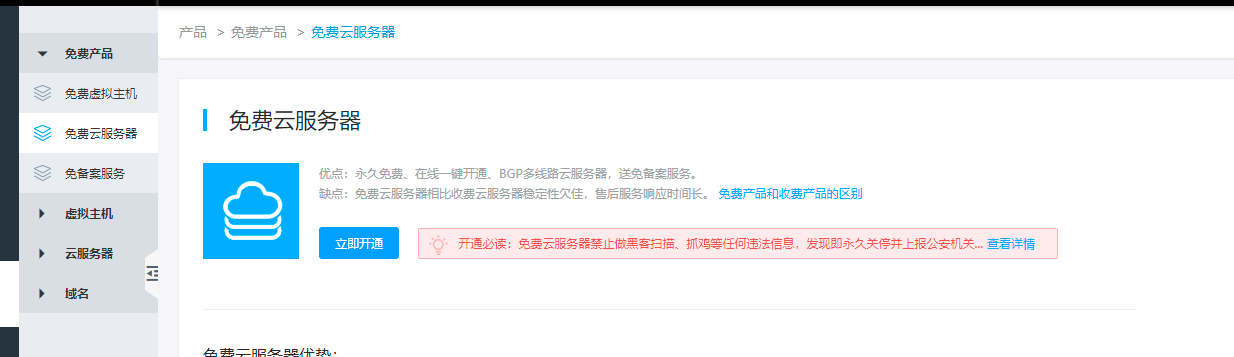 产品 > 免费产品 > 免费云服务器
免费产品
免费虚拟主机
免费云服务器
免备案服务
虚拟主机
云服务器
域名
免费云服务器
优点：永久免费、在线一键开通、BGP多线路云服务器，送免备案服务。
缺点：免费云服务器相比收费云服务器稳定性欠佳，售后服务响应时间长。 免费产品和收费产品的区别
立即开通
开通必读：免费云服务器禁止做黑客扫描、抓鸡等任何违法信息，发现即永久关停并上报公安机关... 查看详情
免费云服务器优势：